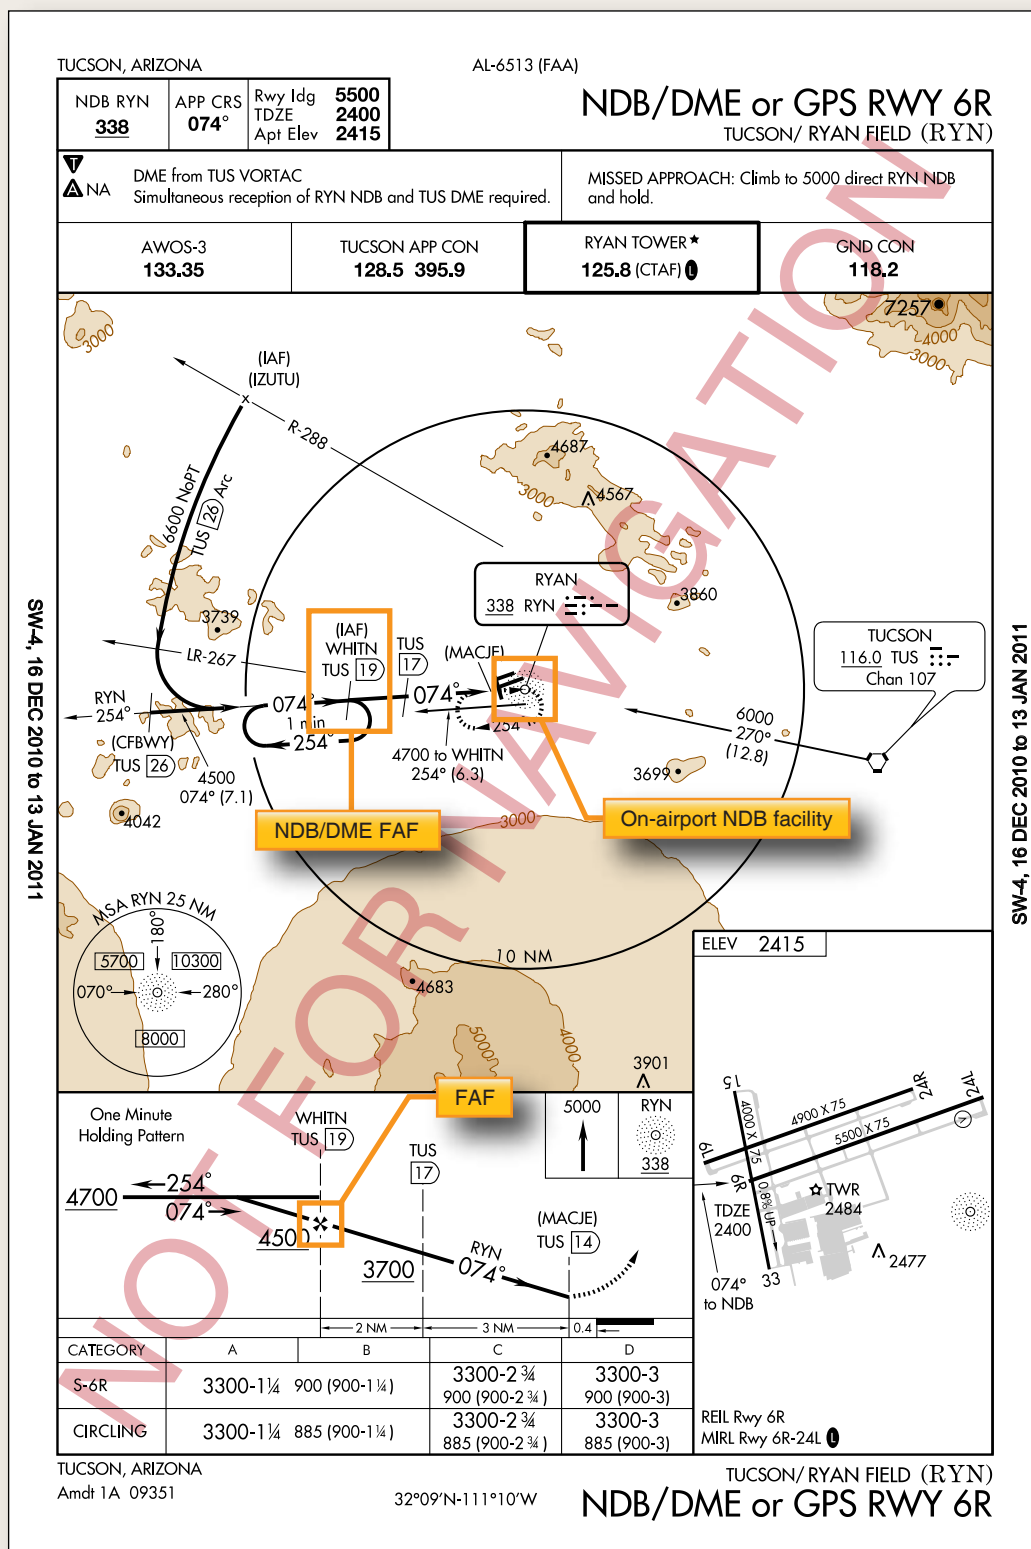 TUCSON, ARIZONA
AL-6513 (FAA)
NDB RYN
338
APP CRS
074°
Rwy ldg 5500
TDZE 2400
Apt Elev 2415
NDB/DME or GPS RWY 6R
TUCSON/ RYAN FIELD (RYN)
T
A NA
DME from TUS VORTAC
Simultaneous reception of RYN NDB and TUS DME required.
MISSED APPROACH: Climb to 5000 direct RYN NDB
and hold.
AWOS-3
133.35
TUCSON APP CON
128.5 395.9
RYAN TOWER
125.8 (CTAF) L
GND CON
118.2
NOT FOR NAVIGATION
SW-4, 16 DEC 2010 to 13 JAN 2011
SW-4, 16 DEC 2010 to 13 JAN 2011
3000
7257
4000
3000
(IAF)
(IZUTU)
R-288
6600 NoPT
TUS 26 Arc
4687
3000
4567
RYAN
338 RYN
3860
3739
LR-267
(IAF)
WHITN
TUS 19
TUS
17
(MACJE)
TUCSON
116.0 TUS
Chan 107
RYN
254°
074°
1 min
254°
074°
254°
(CFBWY)
TUS 26
4500
074° (7.1)
4700 to WHITN
254° (6.3)
6000
270°
(12.8)
3699
4042
NDB/DME FAF
3000
On-airport NDB facility
MSA RYN 25 NM
180°
5700
10300
070°
280°
8000
10 NM
4683
5000
4000
3901
ELEV 2415
15
24R
24L
4900 X 75
5500 X 75
4000 X 75
6L
6R
0.8% UP
TDZE
2400
TWR
2484
2477
33
074°
to NDB
REIL Rwy 6R
MIRL Rwy 6R-24L L
One Minute
Holding Pattern
WHITN
TUS 19
FAF
TUS
17
5000
RYN
338
4700
254°
074°
4500
3700
RYN
074°
(MACJE)
TUS 14
2 NM
3 NM
0.4
CATEGORY A B C D
S-6R 3300-1¼ 900 (900-1¼) 3300-2¾ 3300-3
900 (900-2¾) 900 (900-3)
CIRCLING 3300-1¼ 885 (900-1¼) 3300-2¾ 3300-3
885 (900-2¾) 885 (900-3)
TUCSON, ARIZONA
Amdt 1A 09351
32°09'N-111°10'W
TUCSON/ RYAN FIELD (RYN)
NDB/DME or GPS RWY 6R